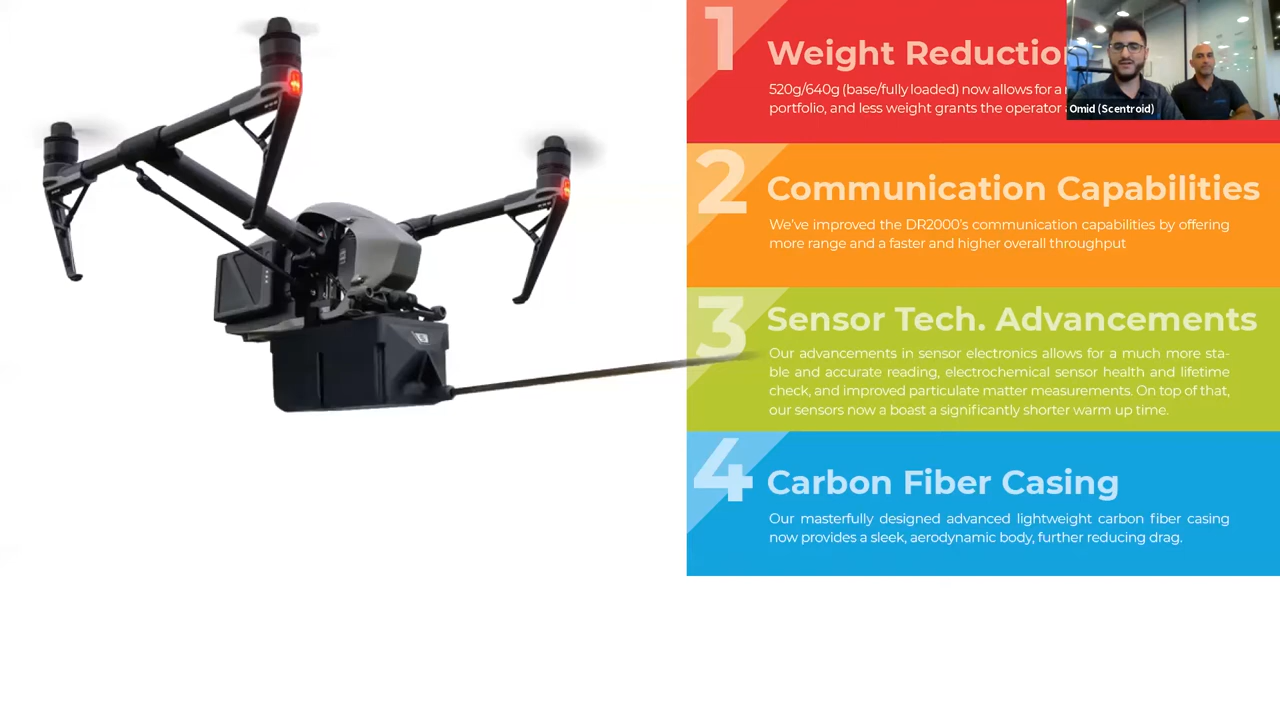 1
Weight Reduction
520g/640g (base/fully loaded) now allows for a
portfolio, and less weight grants the operator
Omid (Scentroid)
2
Communication Capabilities
We've improved the DR2000's communication capabilities by offering
more range and a faster and higher overall throughput
3
Sensor Tech. Advancements
Our advancements in sensor electronics allows for a much more sta-
ble and accurate reading, electrochemical sensor health and lifetime
check, and improved particulate matter measurements. On top of that,
our sensors now a boast a significantly shorter warm up time.
4
Carbon Fiber Casing
Our masterfully designed advanced lightweight carbon fiber casing
now provides a sleek, aerodynamic body, further reducing drag.